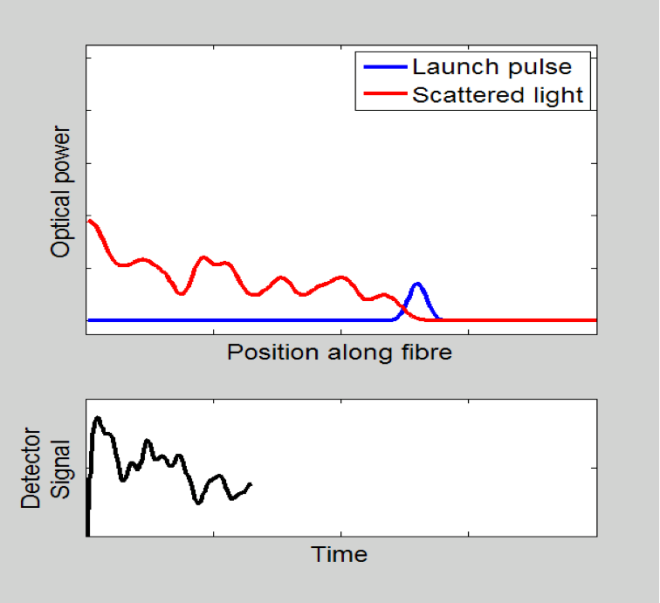 Launch pulse
Scattered light
Optical power
Position along fibre
Detector
Signal
Time